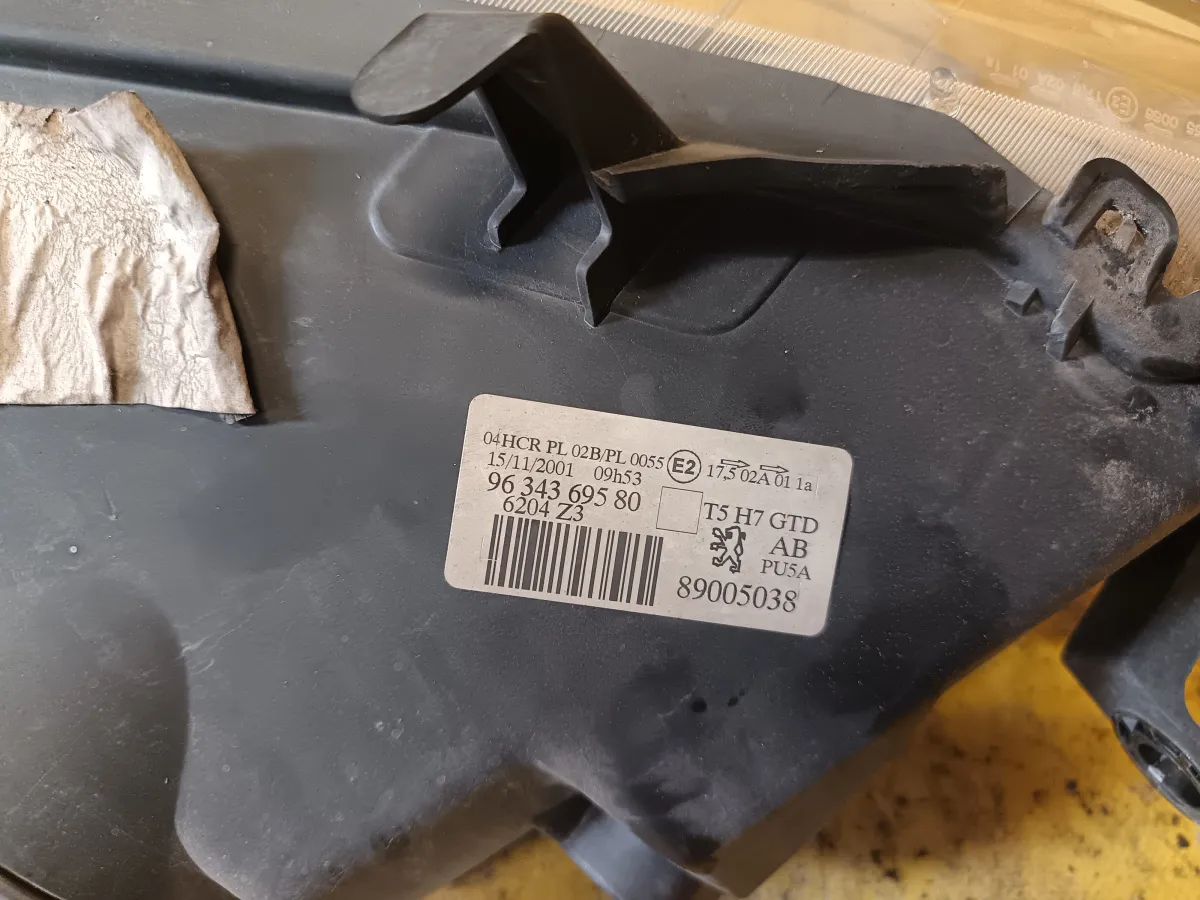 04HCR PL 02B/PL 0055 E2 17,5 02A 01 1a
15/11/2001 09h53
96 343 695 80
6204 Z3
T5 H7 GTD
AB
PU5A
89005038